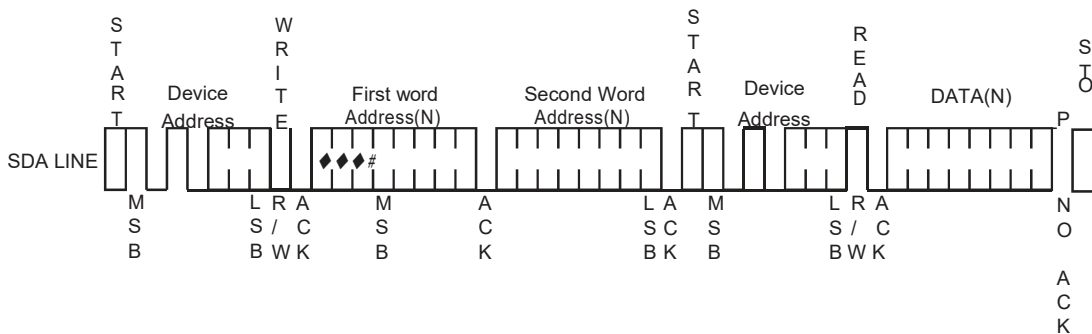 START
WRITE
START
READ
STOP
Device
Address
First word
Address(N)
Second Word
Address(N)
Device
Address
DATA(N)
SDA LINE
♦♦♦#
MSB
LSB
R/W
ACK
MSB
ACK
LSB
ACK
MSB
LSB
R/W
ACK
NO ACK